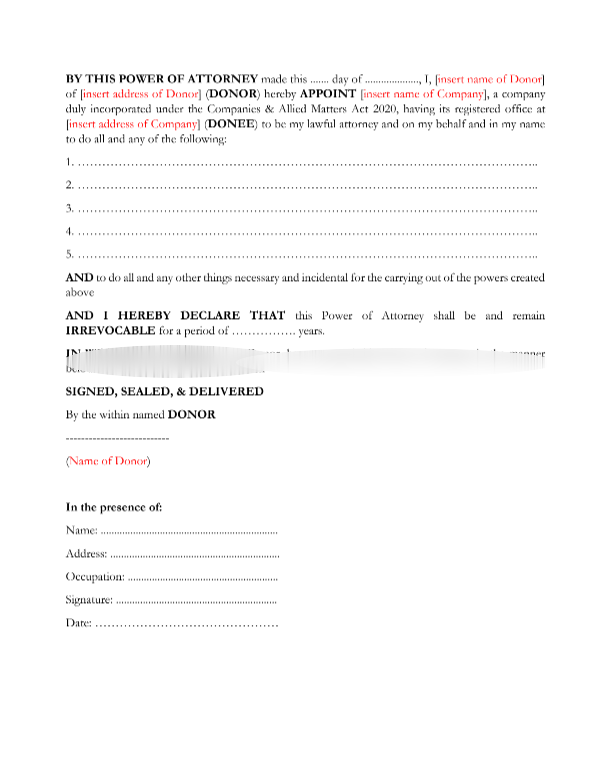 BY THIS POWER OF ATTORNEY made this ....... day of ....................., I, [insert name of Donor]
of [insert address of Donor] (DONOR) hereby APPOINT [insert name of Company], a company
duly incorporated under the Companies & Allied Matters Act 2020, having its registered office at
[insert address of Company] (DONEE) to be my lawful attorney and on my behalf and in my name
to do all and any of the following:
1. ……………………………………………………………………………………………………..
2. ……………………………………………………………………………………………………..
3. ……………………………………………………………………………………………………..
4. ……………………………………………………………………………………………………..
5. ……………………………………………………………………………………………………..
AND to do all and any other things necessary and incidental for the carrying out of the powers created
above
AND I HEREBY DECLARE THAT this Power of Attorney shall be and remain
IRREVOCABLE for a period of ……………. years.
IN manner
SIGNED, SEALED, & DELIVERED
By the within named DONOR
---------------------------
(Name of Donor)
In the presence of:
Name: ....................................................................
Address: .................................................................
Occupation: ..........................................................
Signature: ..............................................................
Date: ……………………………………….